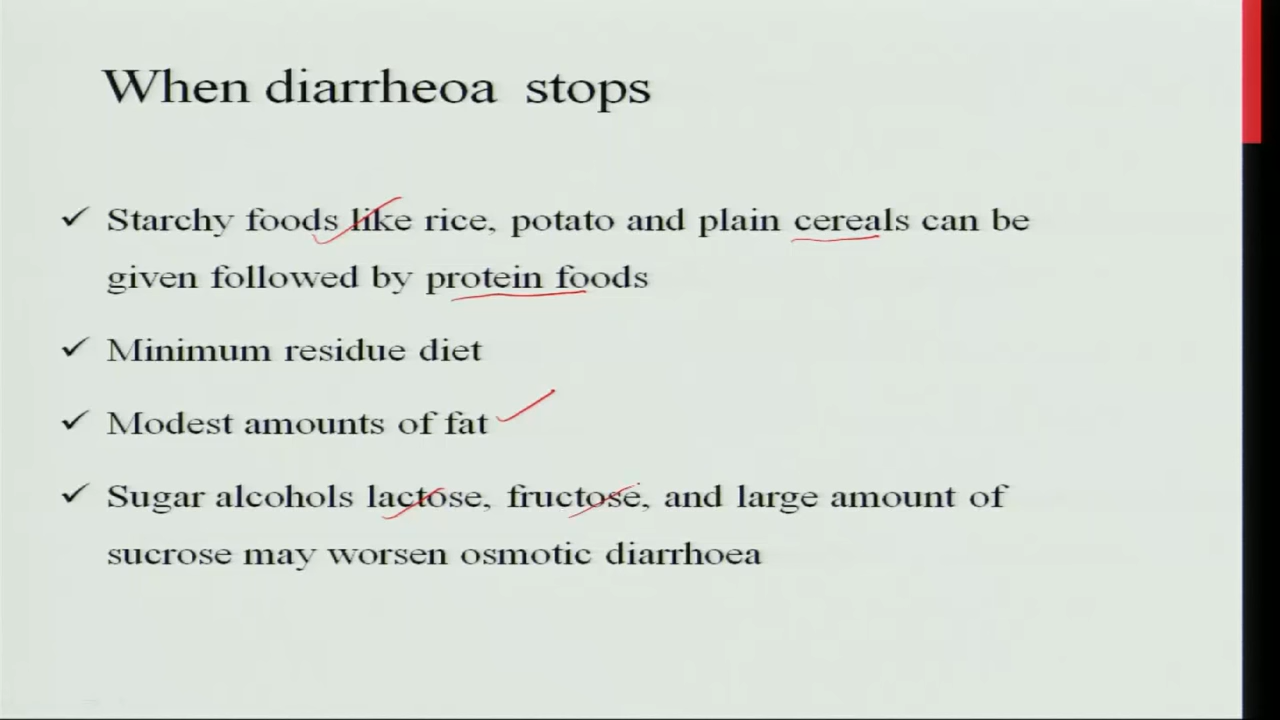 When diarrheoa stops
✓ Starchy foods like rice, potato and plain cereals can be
given followed by protein foods
✓ Minimum residue diet
✓ Modest amounts of fat
✓ Sugar alcohols lactose, fructose, and large amount of
sucrose may worsen osmotic diarrhoea